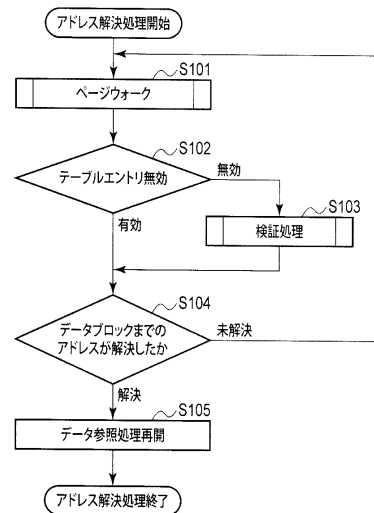 アドレス解決処理開始
S101
ページウォーク
S102
テーブルエントリ無効
無効
有効
S103
検証処理
S104
データブロックまでの
アドレスが解決したか
未解決
解決
S105
データ参照処理再開
アドレス解決処理終了